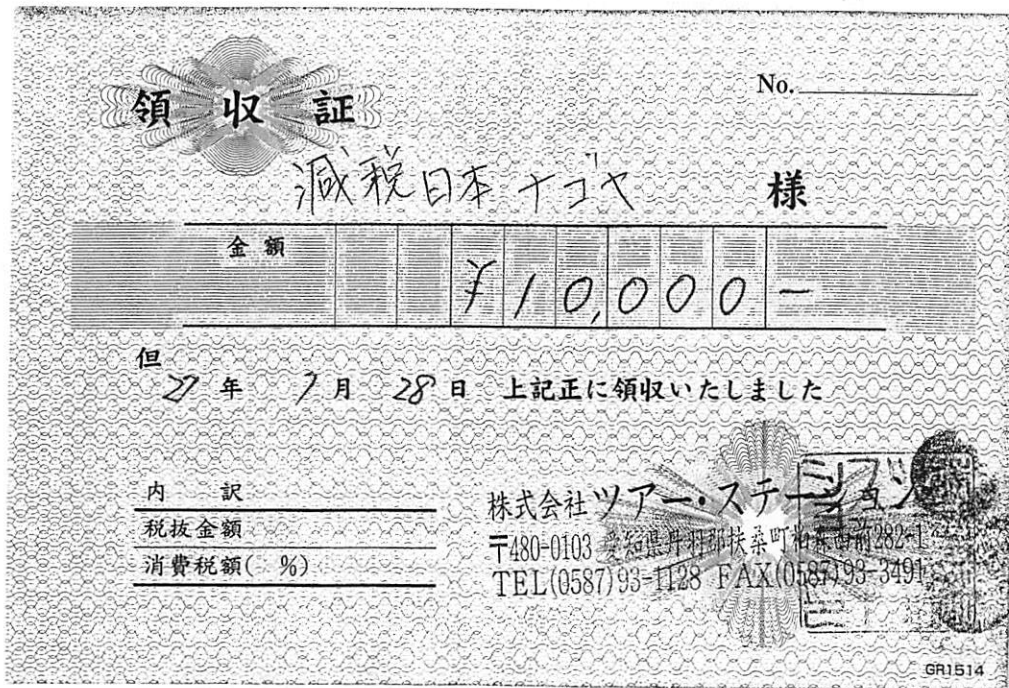 No.
領収証
減税日本ナゴヤ 様
金額 ¥10,000-
但
27年 7月 28日 上記正に領収いたしました
内訳
税抜金額
消費税額( %)
株式会社ツアー・ステーション
〒480-0103 愛知県丹羽郡扶桑町柏森西前282-1
TEL(0587)93-1128 FAX(0587)93-3491
GR1514